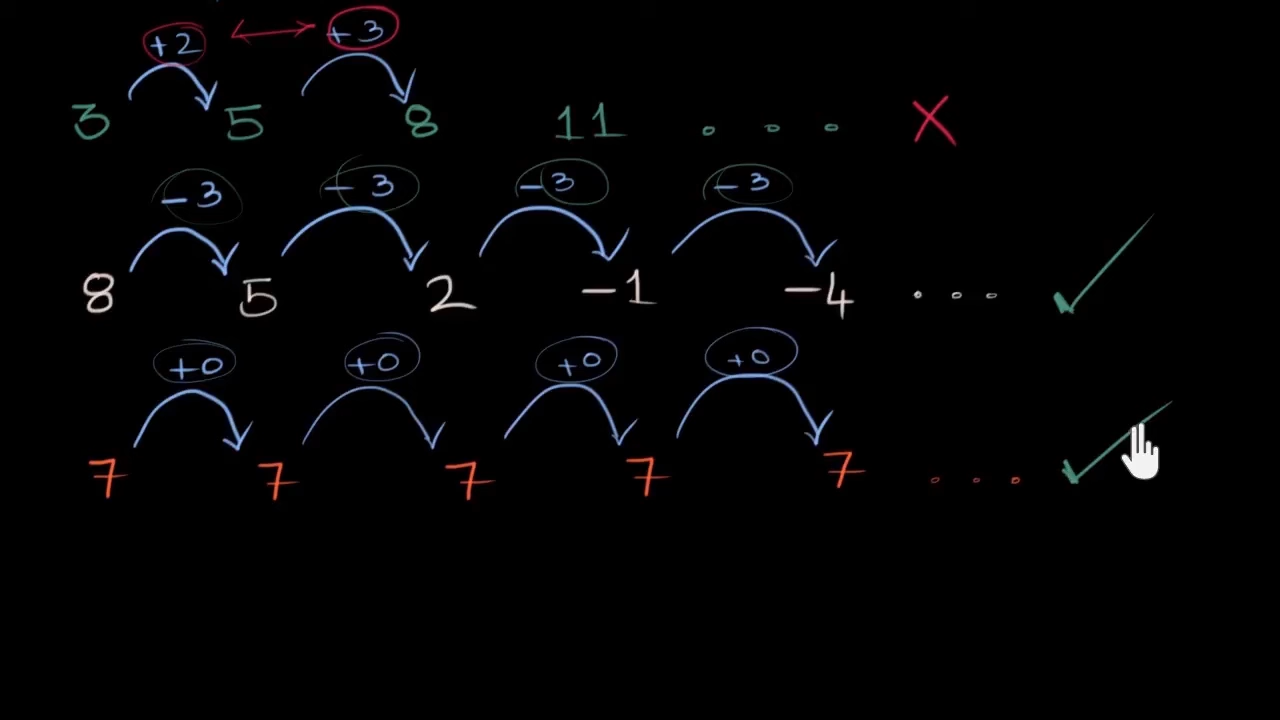 +2 +3
3 5 8 11 . . . ✗
-3 -3 -3 -3
8 5 2 -1 -4 . . . ✓
+0 +0 +0 +0
7 7 7 7 7 . . . ✓